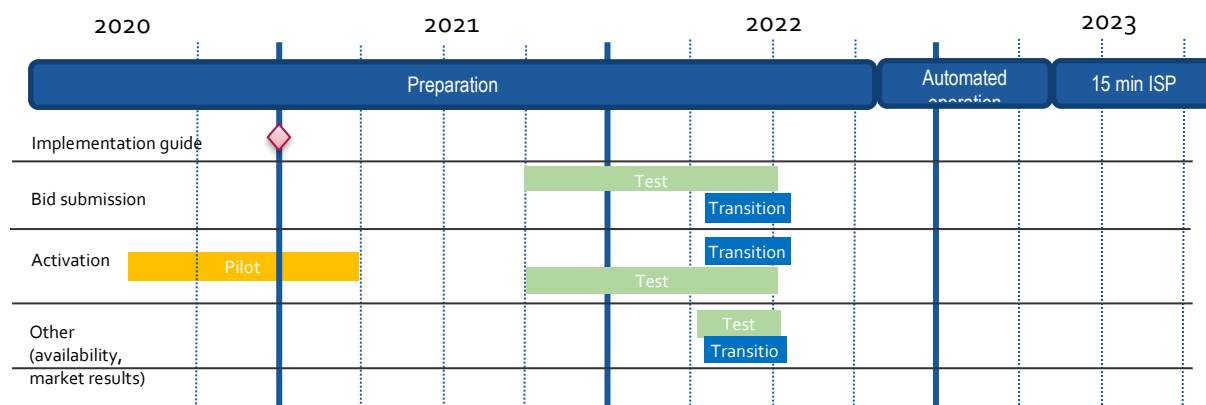 2020
2021
2022
2023
Preparation
Automated
operation
15 min ISP
Implementation guide
Bid submission
Test
Transition
Activation
Pilot
Transition
Test
Other
(availability,
market results)
Test
Transitio